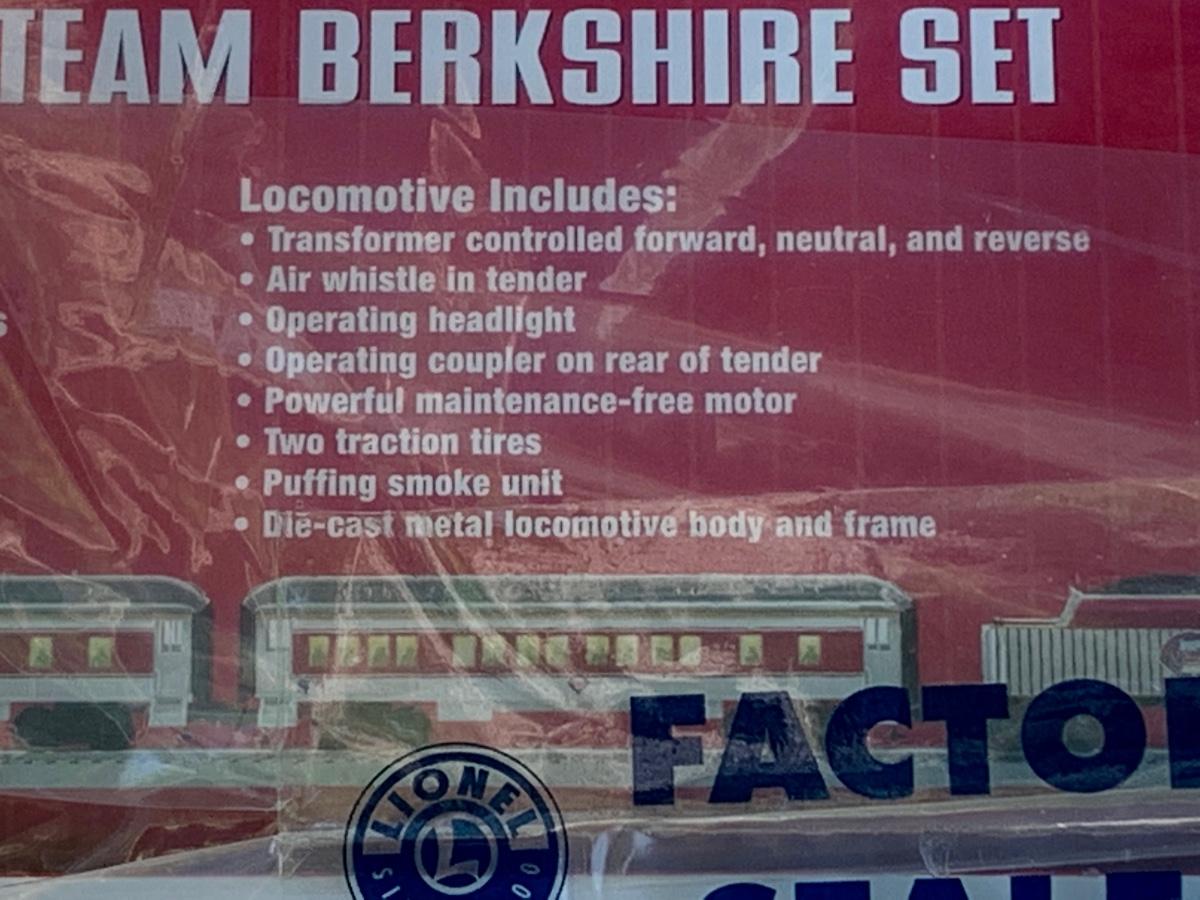 TEAM BERKSHIRE SET
Locomotive Includes:
• Transformer controlled forward, neutral, and reverse
• Air whistle in tender
s
• Operating headlight
• Operating coupler on rear of tender
• Powerful maintenance-free motor
• Two traction tires
• Puffing smoke unit
• Die-cast metal locomotive body and frame
FACTO
LIONEL
L